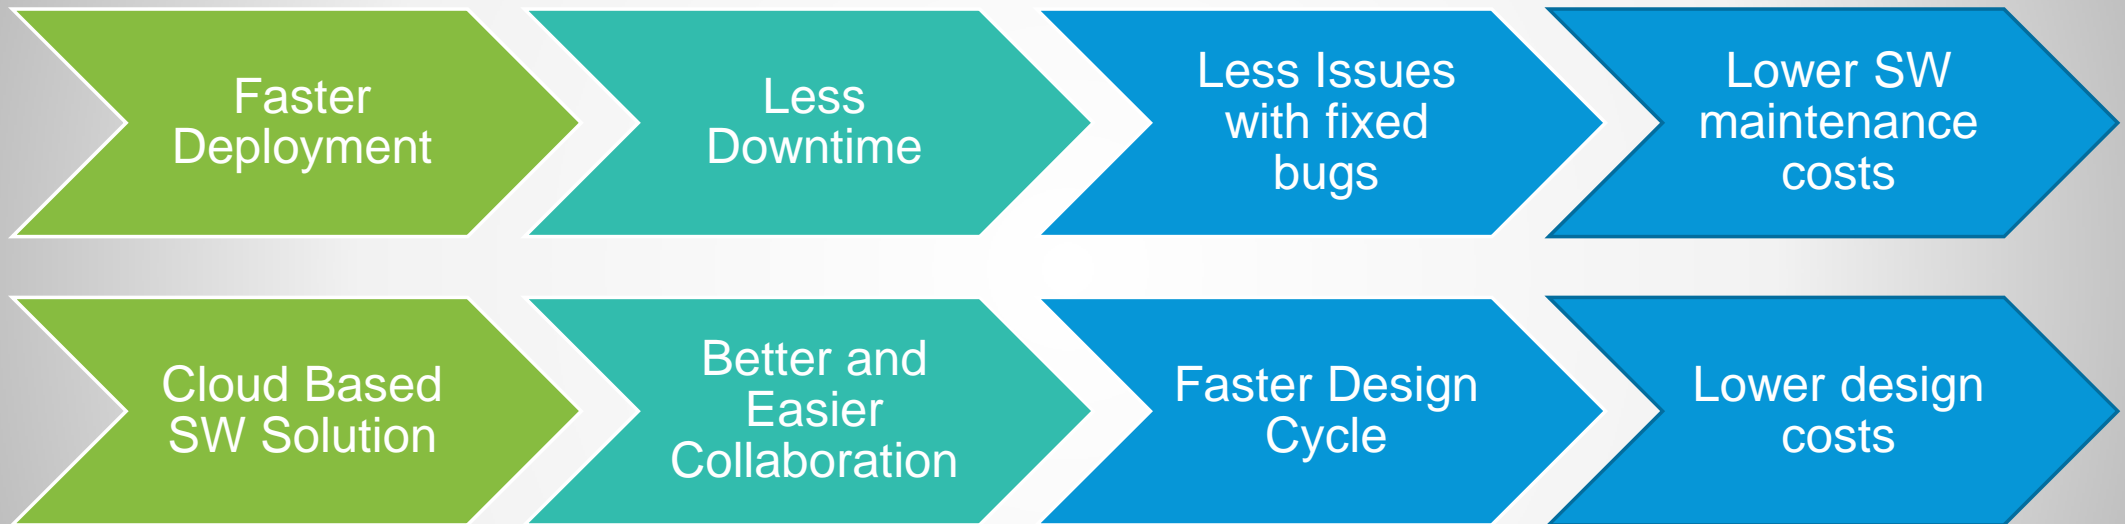 Faster
Deployment
Less
Downtime
Less Issues
with fixed
bugs
Lower SW
maintenance
costs
Cloud Based
SW Solution
Better and
Easier
Collaboration
Faster Design
Cycle
Lower design
costs